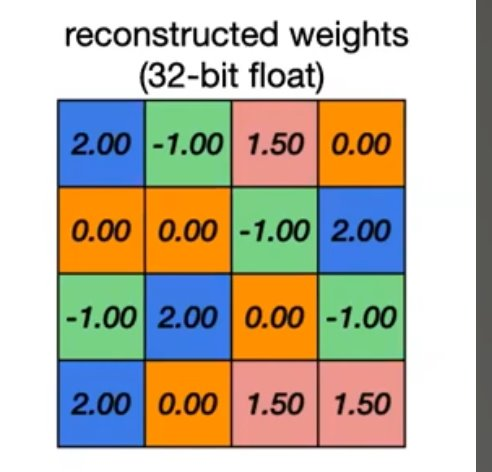 reconstructed weights
(32-bit float)
2.00 -1.00 1.50 0.00
0.00 0.00 -1.00 2.00
-1.00 2.00 0.00 -1.00
2.00 0.00 1.50 1.50